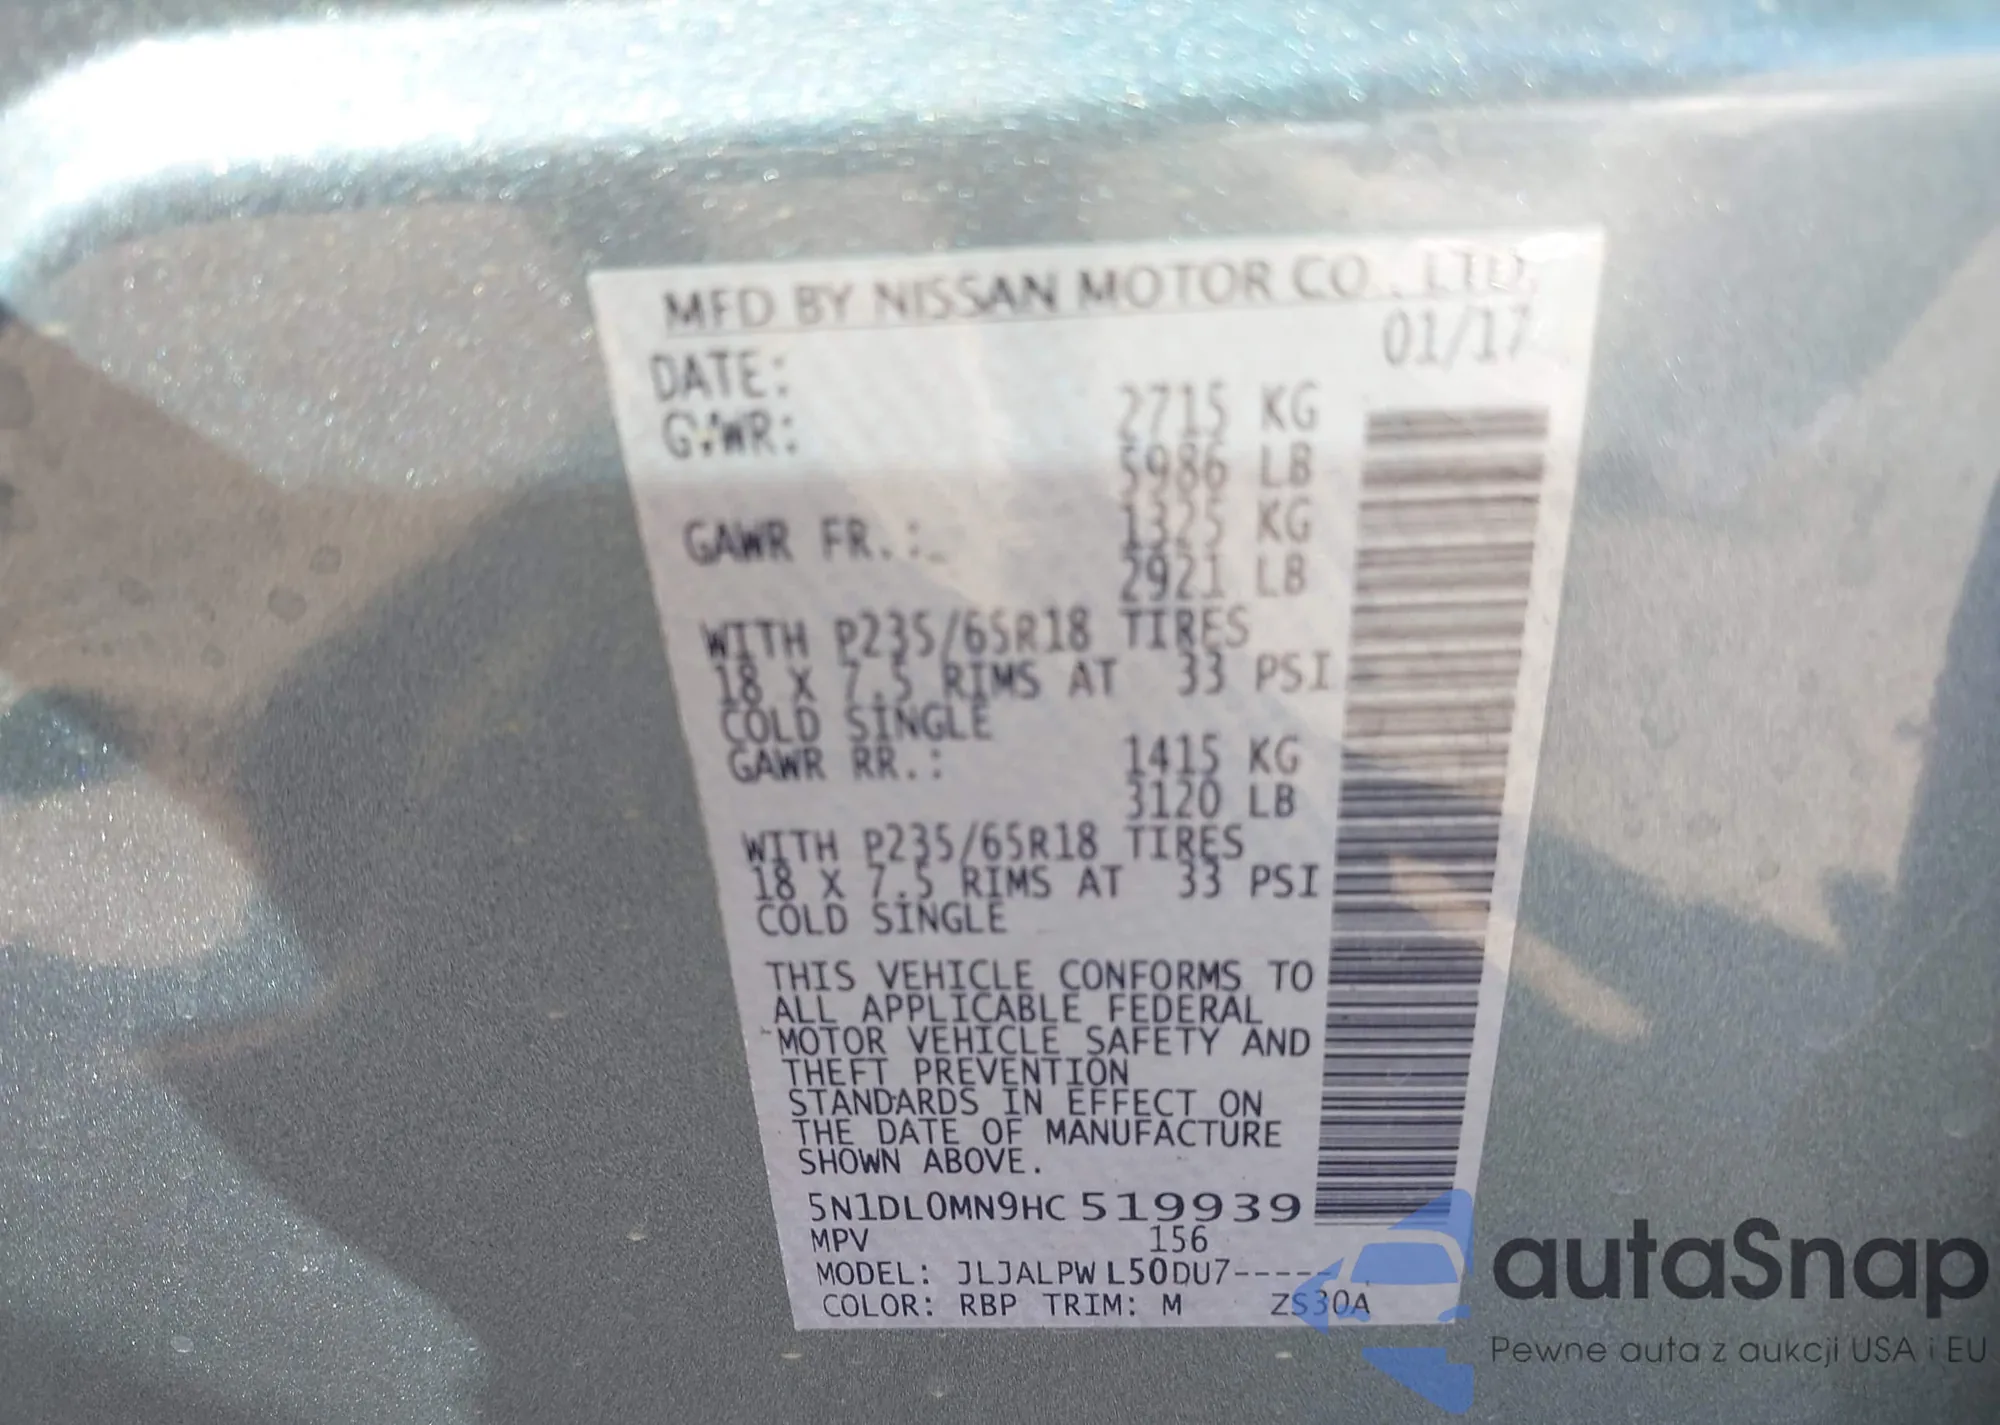 MFD BY NISSAN MOTOR CO., LTD.
DATE: 01/17
GVWR: 2715 KG
5986 LB
GAWR FR.: 1325 KG
2921 LB
WITH P235/65R18 TIRES
18 X 7.5 RIMS AT 33 PSI
COLD SINGLE
GAWR RR.: 1415 KG
3120 LB
WITH P235/65R18 TIRES
18 X 7.5 RIMS AT 33 PSI
COLD SINGLE
THIS VEHICLE CONFORMS TO
ALL APPLICABLE FEDERAL
MOTOR VEHICLE SAFETY AND
THEFT PREVENTION
STANDARDS IN EFFECT ON
THE DATE OF MANUFACTURE
SHOWN ABOVE.
5N1DL0MN9HC 519939
MPV 156
MODEL: JLJALPW L50DU7-----
COLOR: RBP TRIM: M ZS30A
autaSnap
Pewne auta z aukcji USA i EU